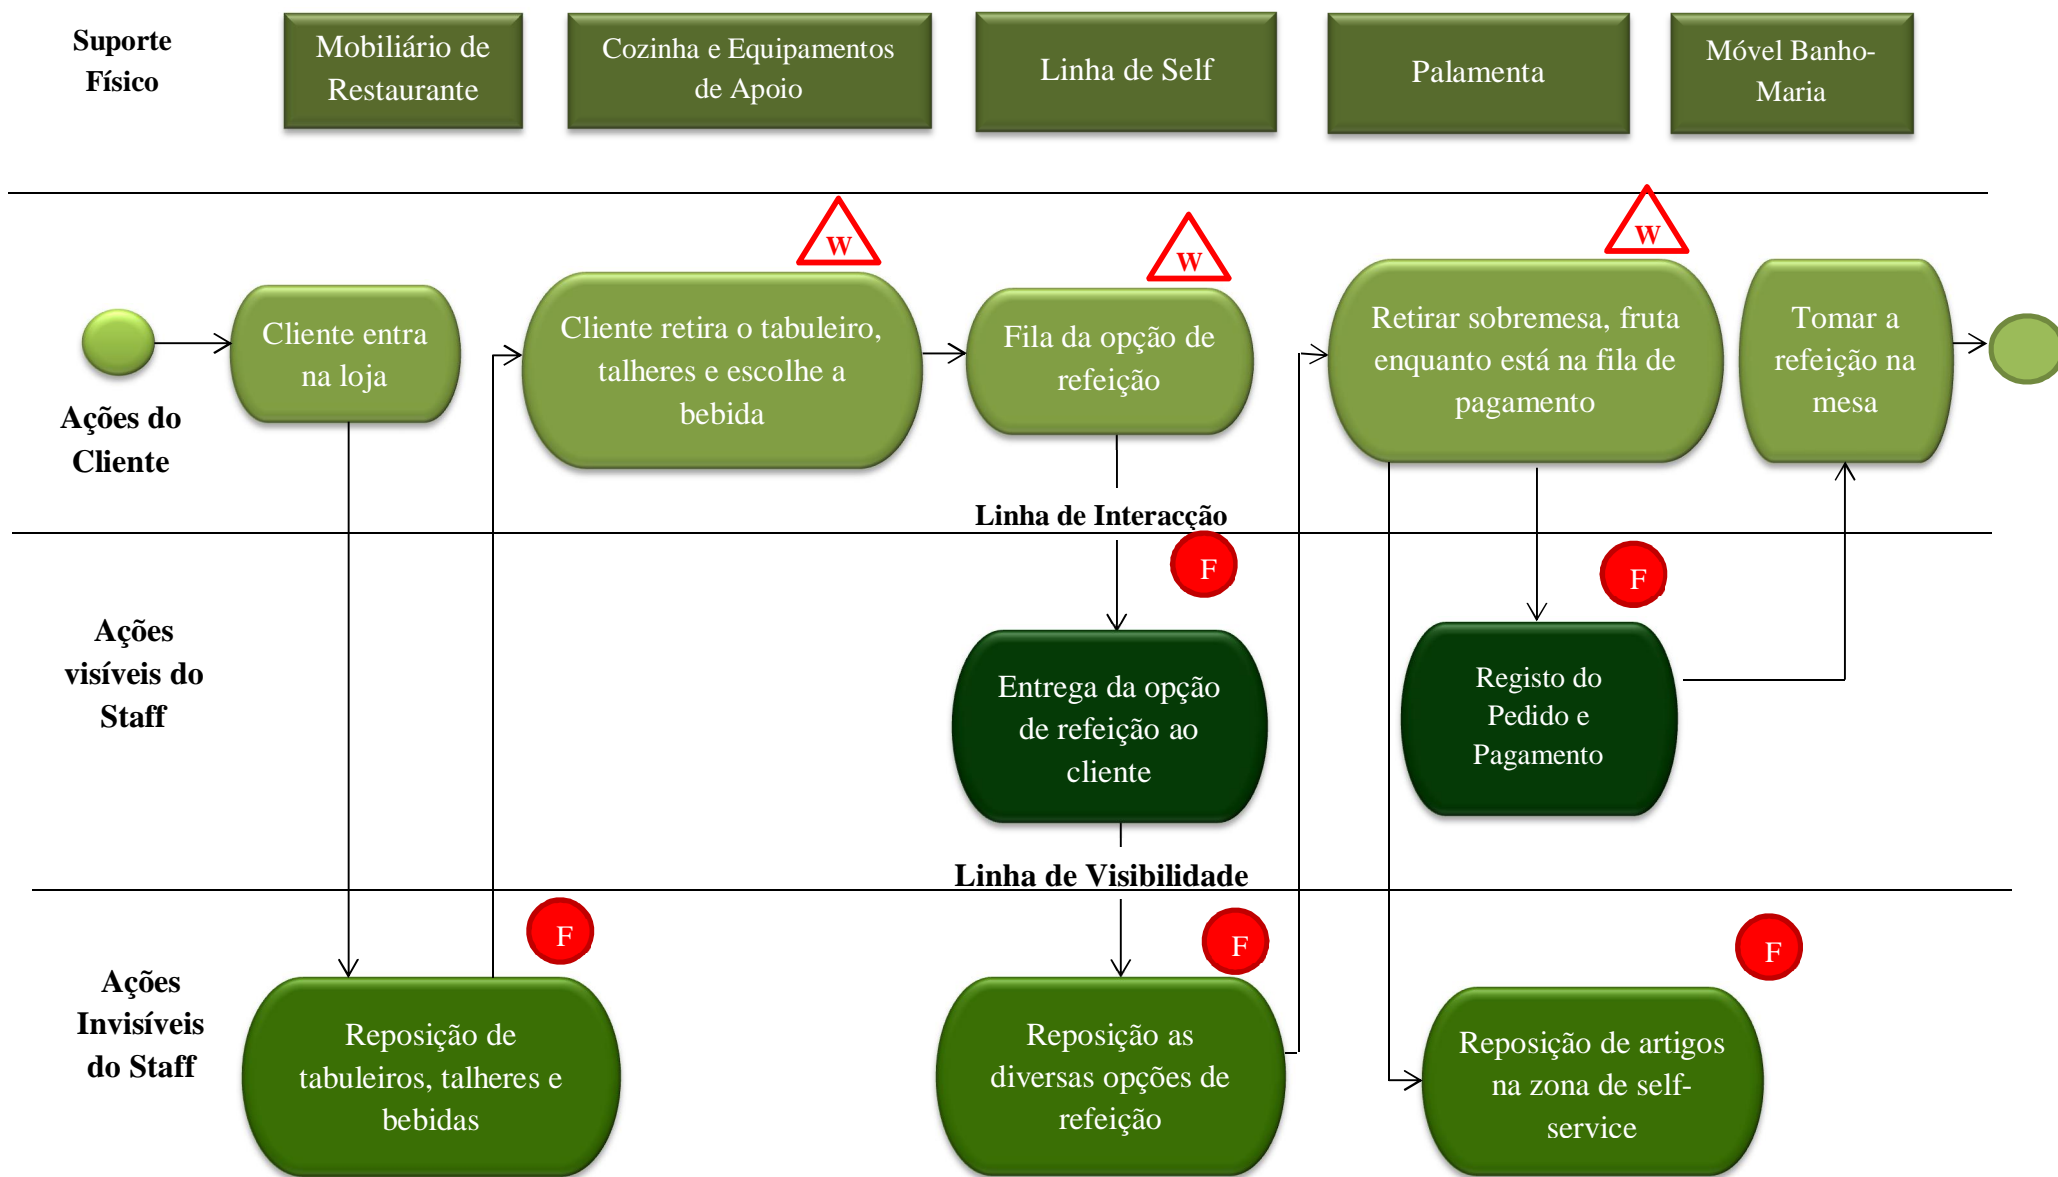 Suporte
Físico
Mobiliário de
Restaurante
Cozinha e Equipamentos
de Apoio
Linha de Self
Palamenta
Móvel Banho-
Maria
W
W
W
Cliente entra
na loja
Cliente retira o tabuleiro,
talheres e escolhe a
bebida
Fila da opção de
refeição
Retirar sobremesa, fruta
enquanto está na fila de
pagamento
Tomar a
refeição na
mesa
Ações do
Cliente
Linha de Interacção
F
F
Ações
visíveis do
Staff
Entrega da opção
de refeição ao
cliente
Registo do
Pedido e
Pagamento
Linha de Visibilidade
F
F
F
Ações
Invisíveis
do Staff
Reposição de
tabuleiros, talheres e
bebidas
Reposição as
diversas opções de
refeição
Reposição de artigos
na zona de self-
service